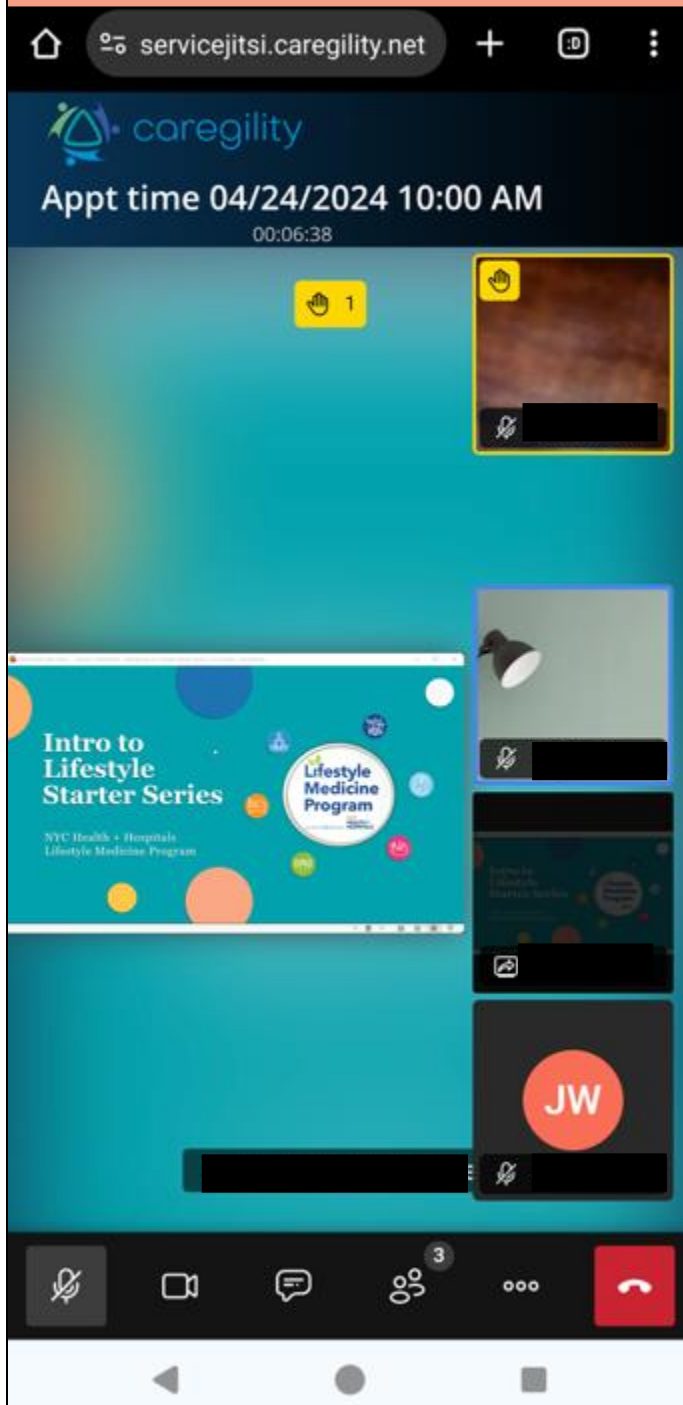 servicejitsi.caregility.net
:D
caregility
Appt time 04/24/2024 10:00 AM
00:06:38
1
Intro to
Lifestyle
Starter Series
NYC Health + Hospitals
Lifestyle Medicine Program
Lifestyle
Medicine
Program
JW
3